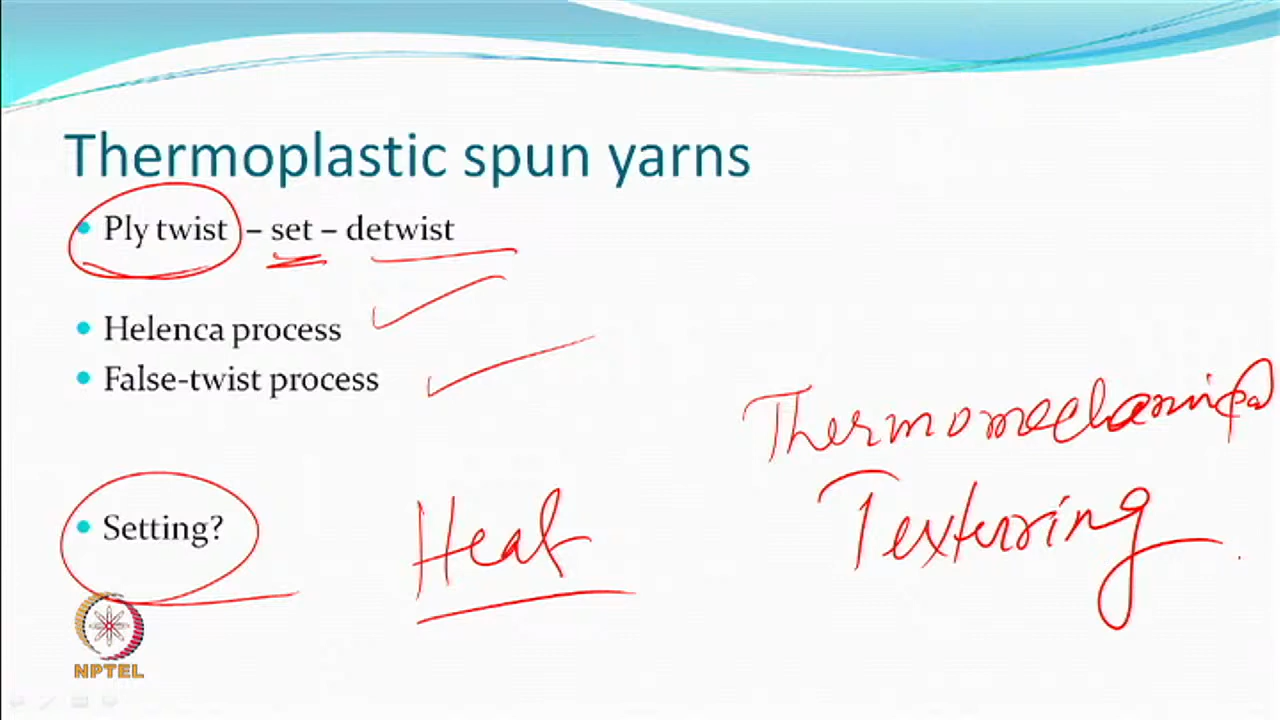 Thermoplastic spun yarns
• Ply twist – set – detwist
• Helenca process
• False-twist process
Thermomechanical
Texturing
• Setting?
Heat
NPTEL